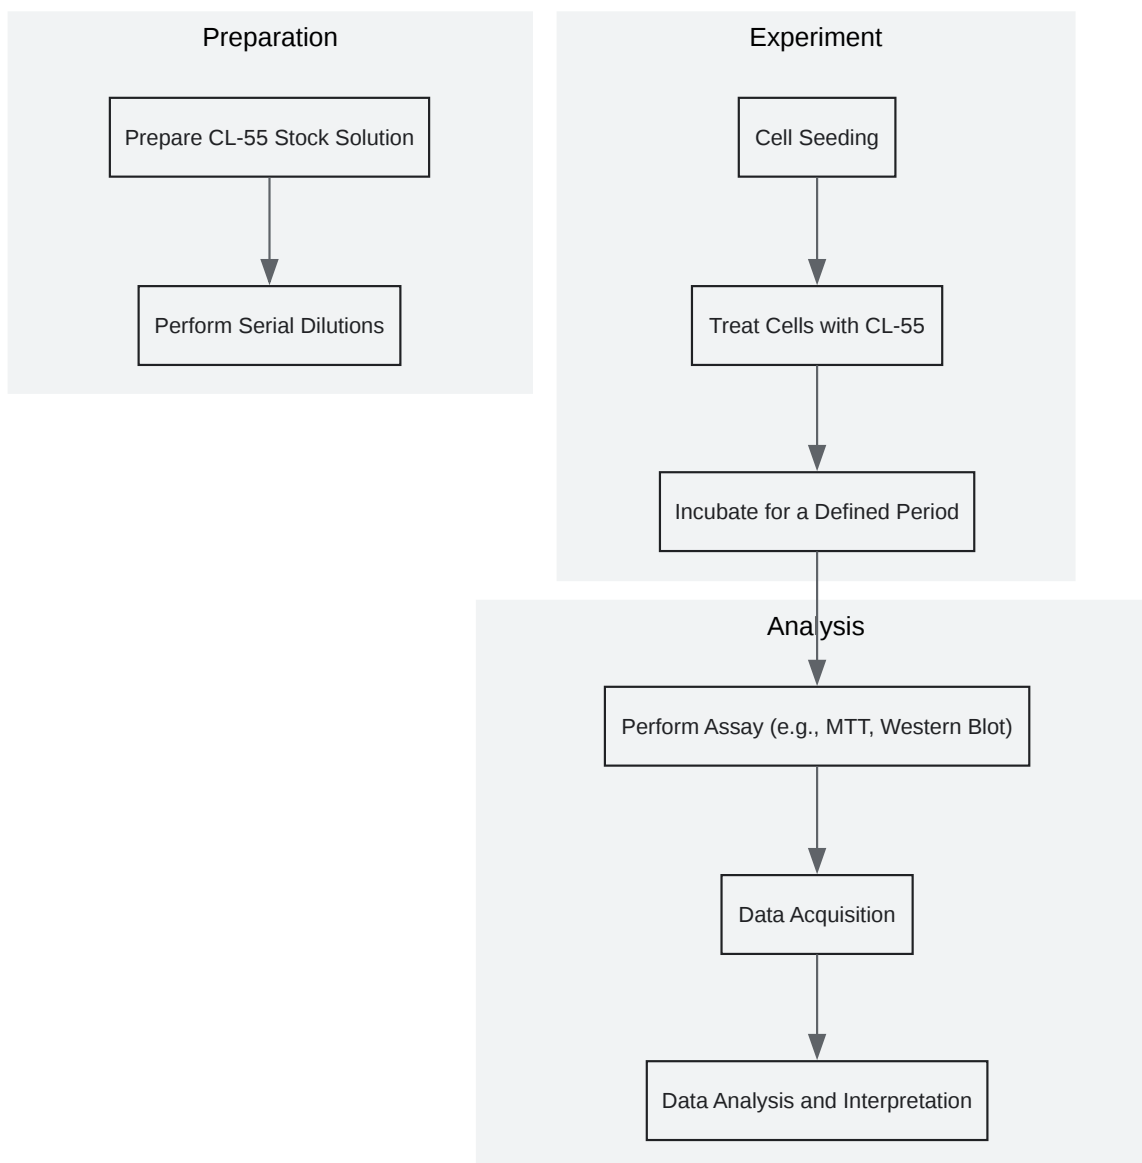 Preparation
Prepare CL-55 Stock Solution
Perform Serial Dilutions
Experiment
Cell Seeding
Treat Cells with CL-55
Incubate for a Defined Period
Analysis
Perform Assay (e.g., MTT, Western Blot)
Data Acquisition
Data Analysis and Interpretation